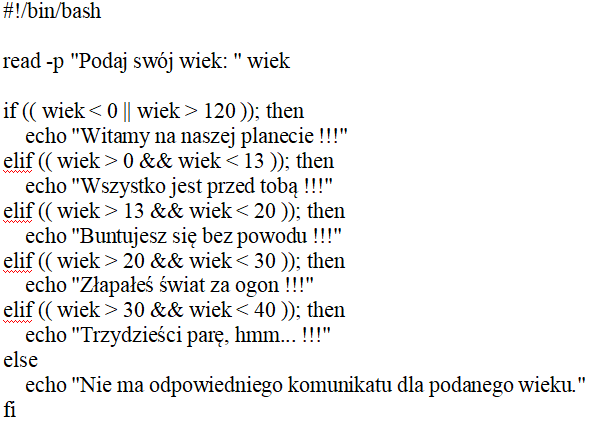 #!/bin/bash
read -p "Podaj swój wiek: " wiek
if (( wiek < 0 || wiek > 120 )); then
echo "Witamy na naszej planecie !!!"
elif (( wiek > 0 && wiek < 13 )); then
echo "Wszystko jest przed tobą !!!"
elif (( wiek > 13 && wiek < 20 )); then
echo "Buntujesz się bez powodu !!!"
elif (( wiek > 20 && wiek < 30 )); then
echo "Złapałeś świat za ogon !!!"
elif (( wiek > 30 && wiek < 40 )); then
echo "Trzydzieści parę, hmm... !!!"
else
echo "Nie ma odpowiedniego komunikatu dla podanego wieku."
fi